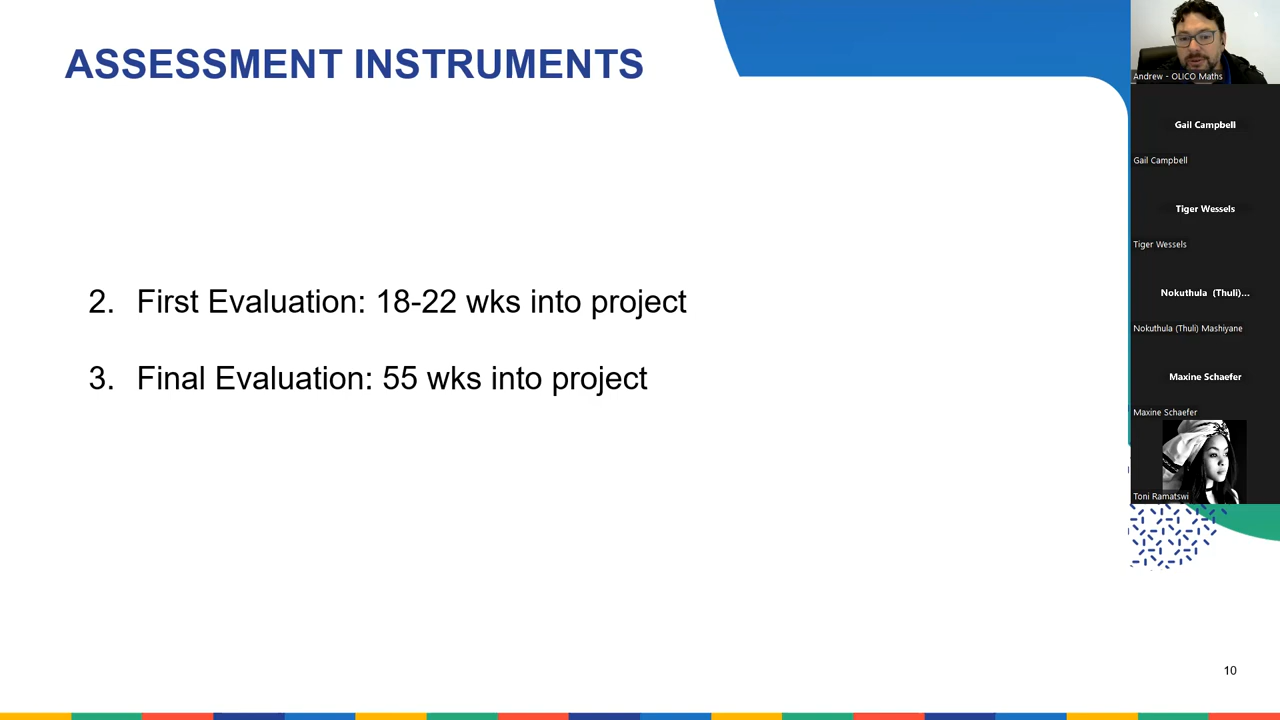 ASSESSMENT INSTRUMENTS
2. First Evaluation: 18-22 wks into project
3. Final Evaluation: 55 wks into project
10
Andrew - OLICO Maths
Gail Campbell
Gail Campbell
Tiger Wessels
Tiger Wessels
Nokuthula (Thuli)...
Nokuthula (Thuli) Mashiyane
Maxine Schaefer
Maxine Schaefer
Toni Ramatswi